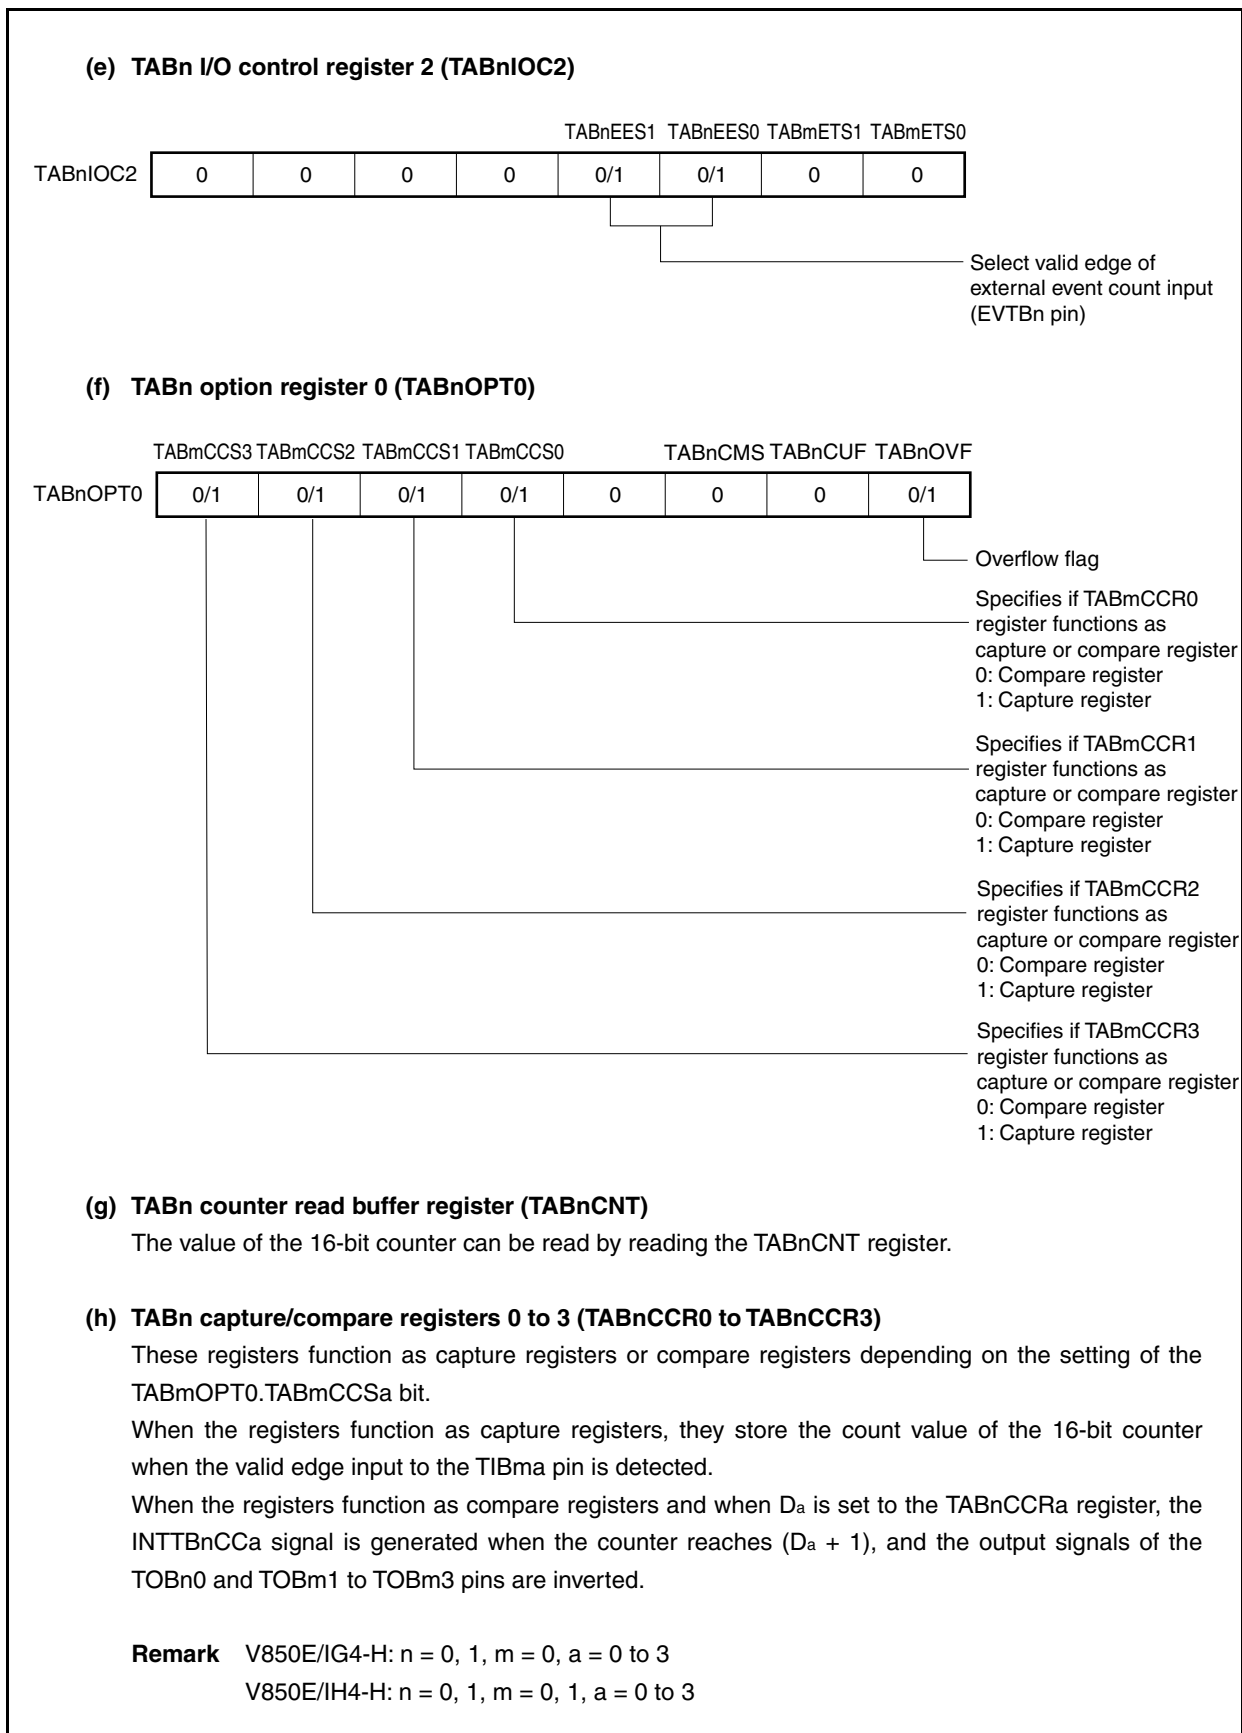 (e) TABn I/O control register 2 (TABnIOC2)
TABnEES1 TABnEES0 TABmETS1 TABmETS0
TABnIOC2 0 0 0 0 0/1 0/1 0 0
Select valid edge of
external event count input
(EVTBn pin)
(f) TABn option register 0 (TABnOPT0)
TABmCCS3 TABmCCS2 TABmCCS1 TABmCCS0 TABnCMS TABnCUF TABnOVF
TABnOPT0 0/1 0/1 0/1 0/1 0 0 0 0/1
Overflow flag
Specifies if TABmCCR0
register functions as
capture or compare register
0: Compare register
1: Capture register
Specifies if TABmCCR1
register functions as
capture or compare register
0: Compare register
1: Capture register
Specifies if TABmCCR2
register functions as
capture or compare register
0: Compare register
1: Capture register
Specifies if TABmCCR3
register functions as
capture or compare register
0: Compare register
1: Capture register
(g) TABn counter read buffer register (TABnCNT)
The value of the 16-bit counter can be read by reading the TABnCNT register.
(h) TABn capture/compare registers 0 to 3 (TABnCCR0 to TABnCCR3)
These registers function as capture registers or compare registers depending on the setting of the
TABmOPT0.TABmCCSa bit.
When the registers function as capture registers, they store the count value of the 16-bit counter
when the valid edge input to the TIBma pin is detected.
When the registers function as compare registers and when Da is set to the TABnCCRa register, the
INTTBnCCa signal is generated when the counter reaches (Da + 1), and the output signals of the
TOBn0 and TOBm1 to TOBm3 pins are inverted.
Remark V850E/IG4-H: n = 0, 1, m = 0, a = 0 to 3
V850E/IH4-H: n = 0, 1, m = 0, 1, a = 0 to 3